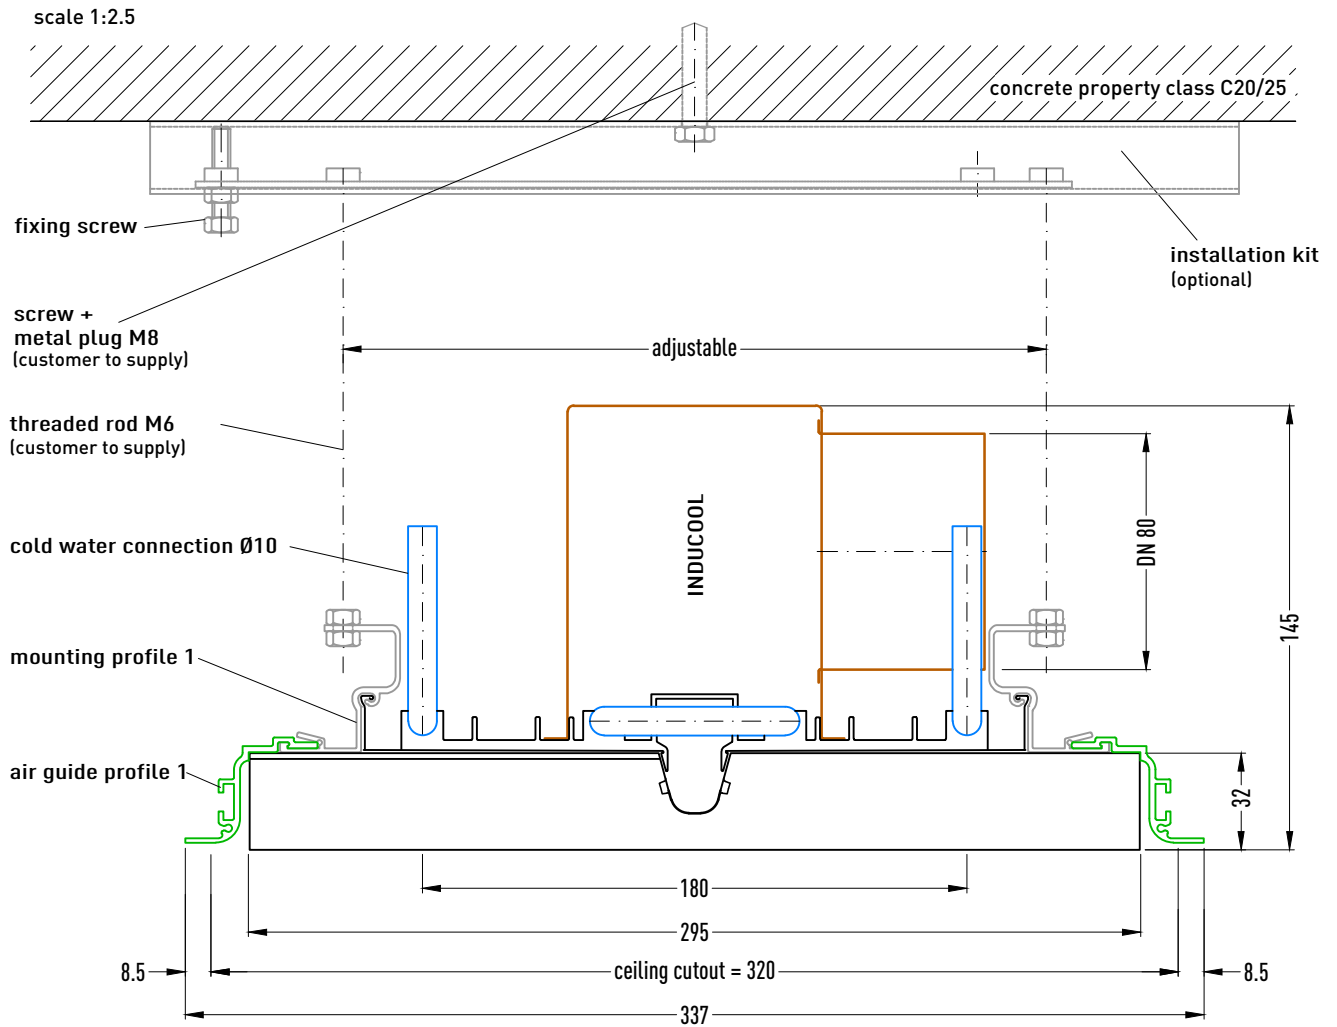 scale 1:2.5
concrete property class C20/25
fixing screw
installation kit
(optional)
screw +
metal plug M8
(customer to supply)
adjustable
threaded rod M6
(customer to supply)
INDUCOOL
DN 80
cold water connection Ø10
145
mounting profile 1
air guide profile 1
32
180
295
8.5
ceiling cutout = 320
8.5
337